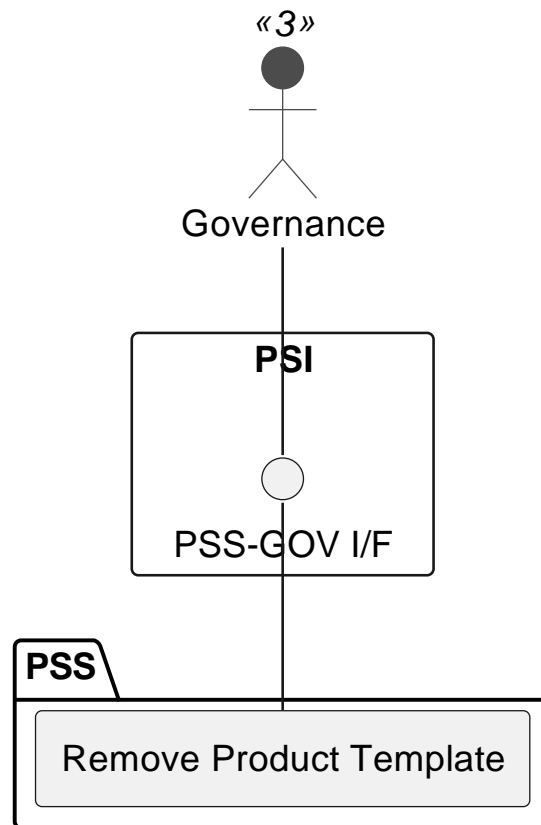 «3»
Governance
PSI
PSS-GOV I/F
PSS
Remove Product Template